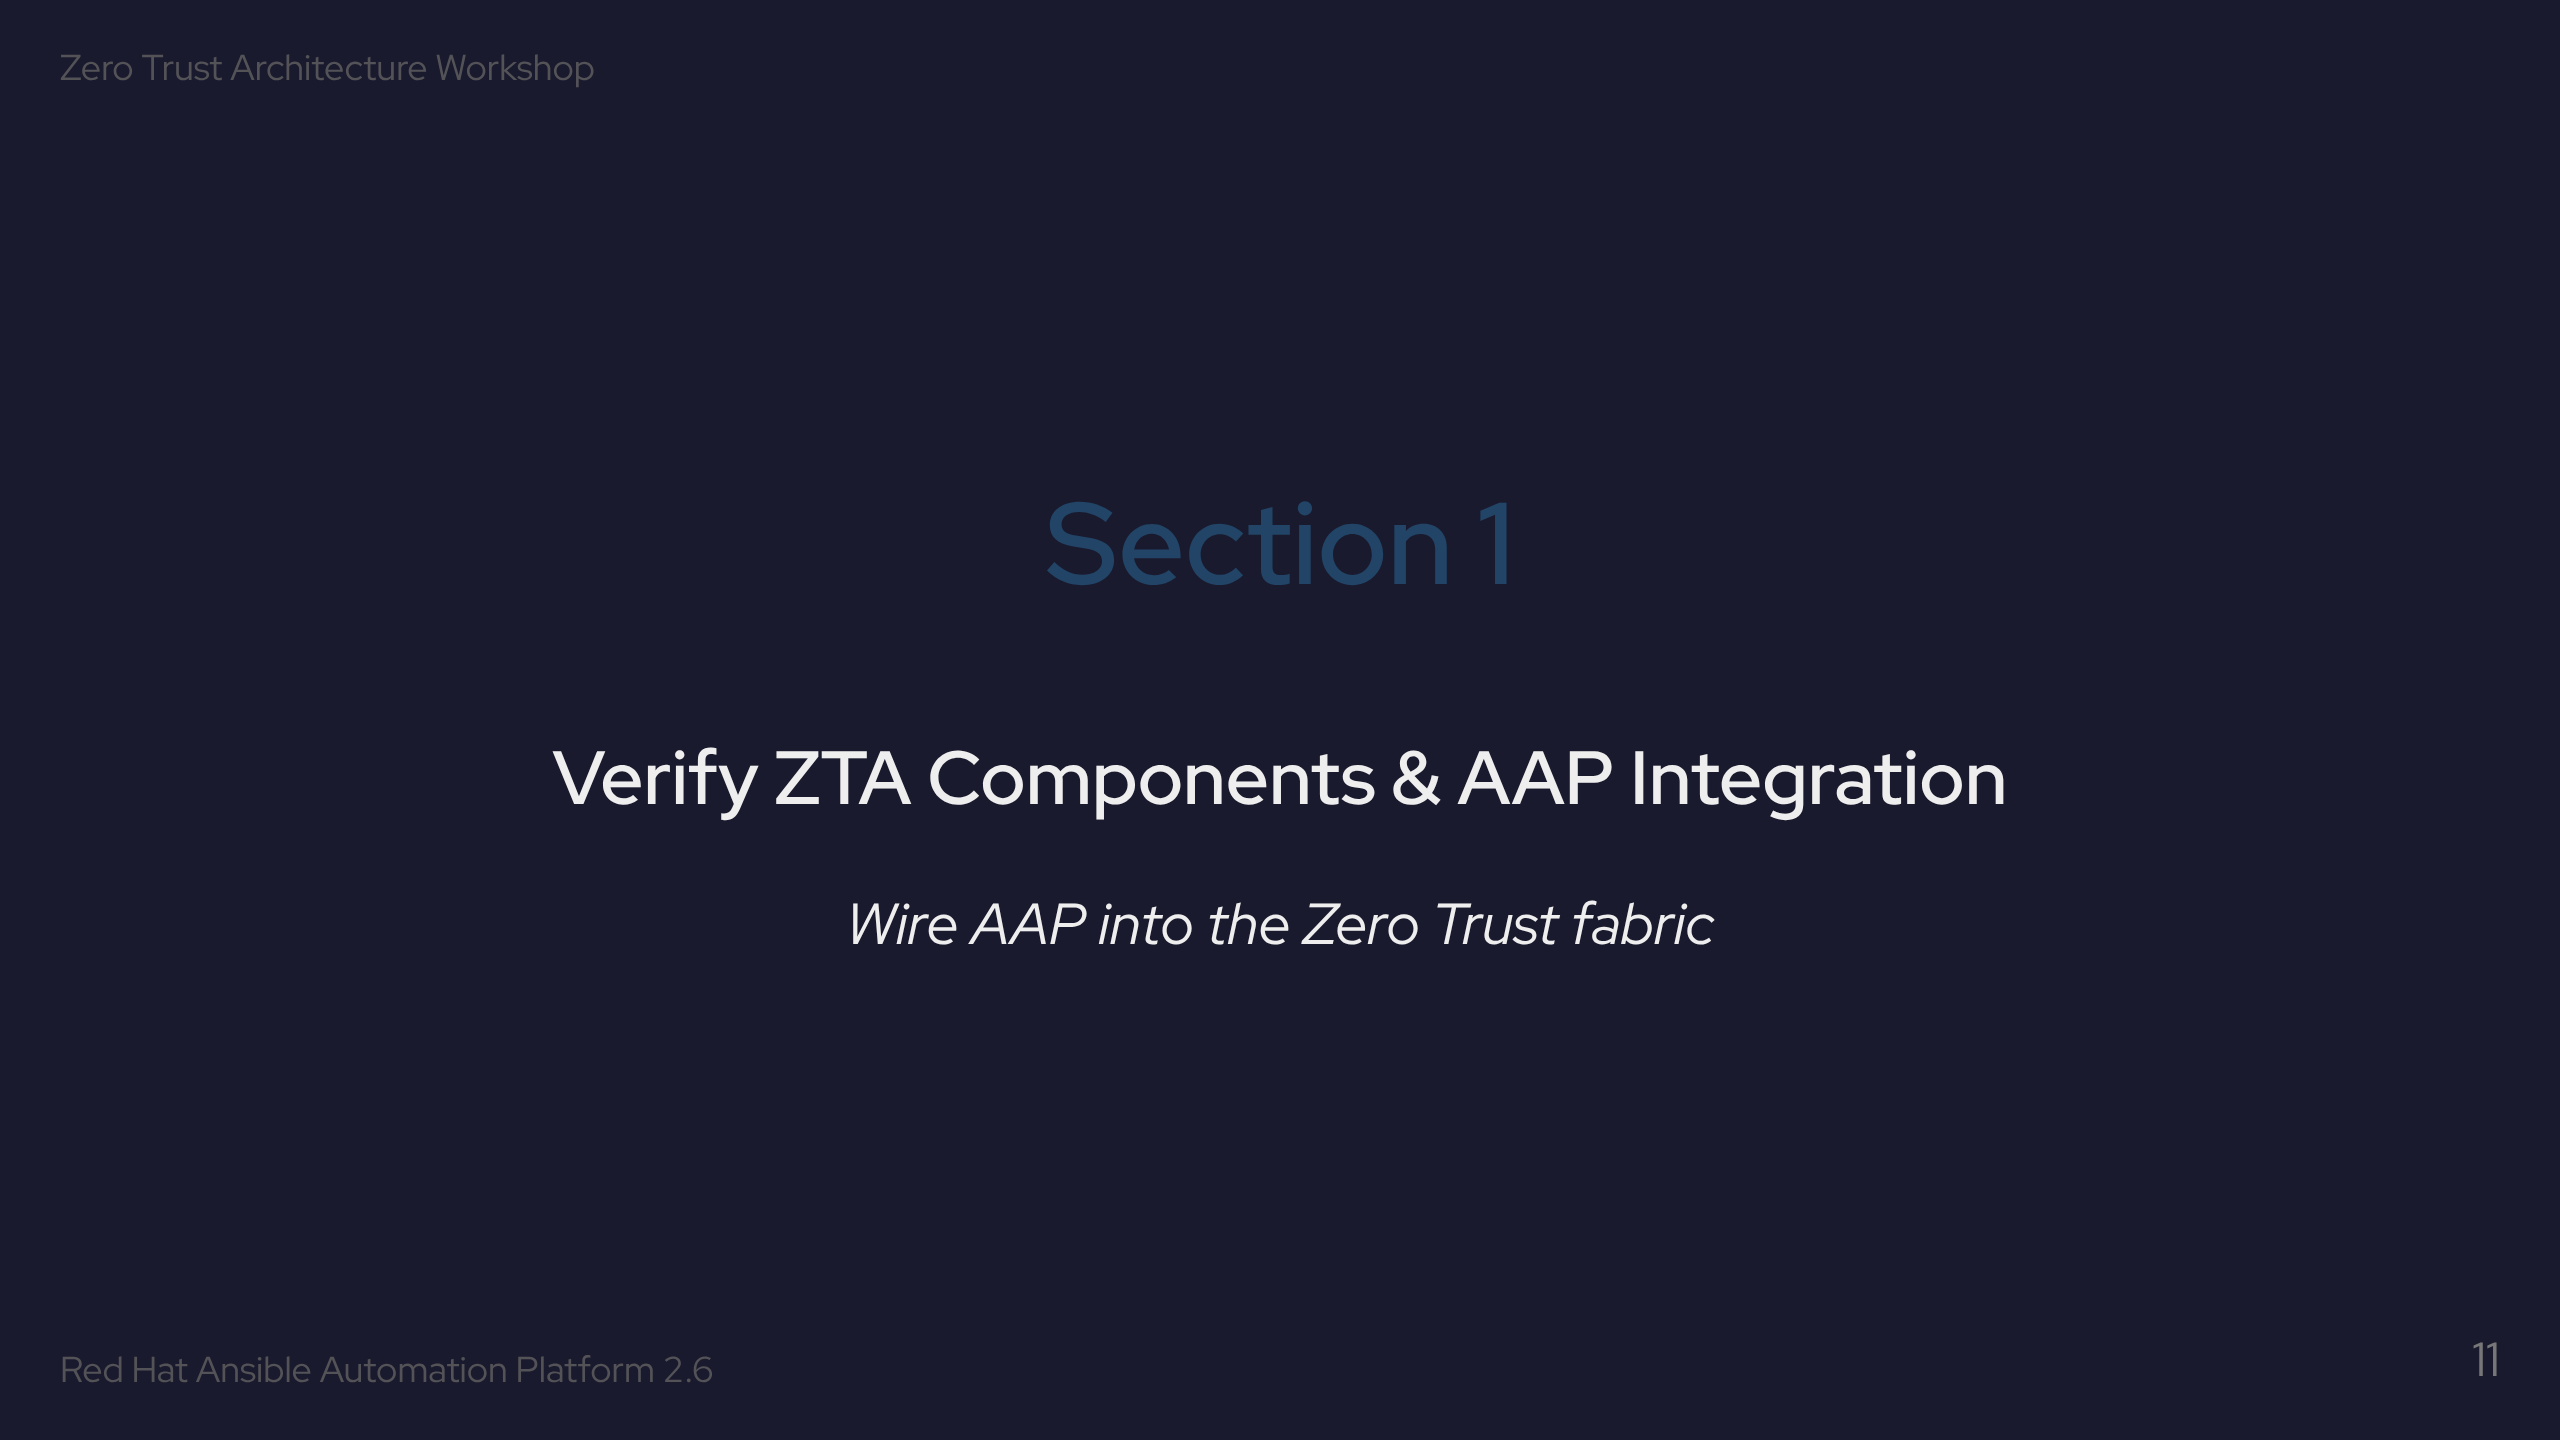 Zero Trust Architecture Workshop
Section 1
Verify ZTA Components & AAP Integration
Wire AAP into the Zero Trust fabric
Red Hat Ansible Automation Platform 2.6
11